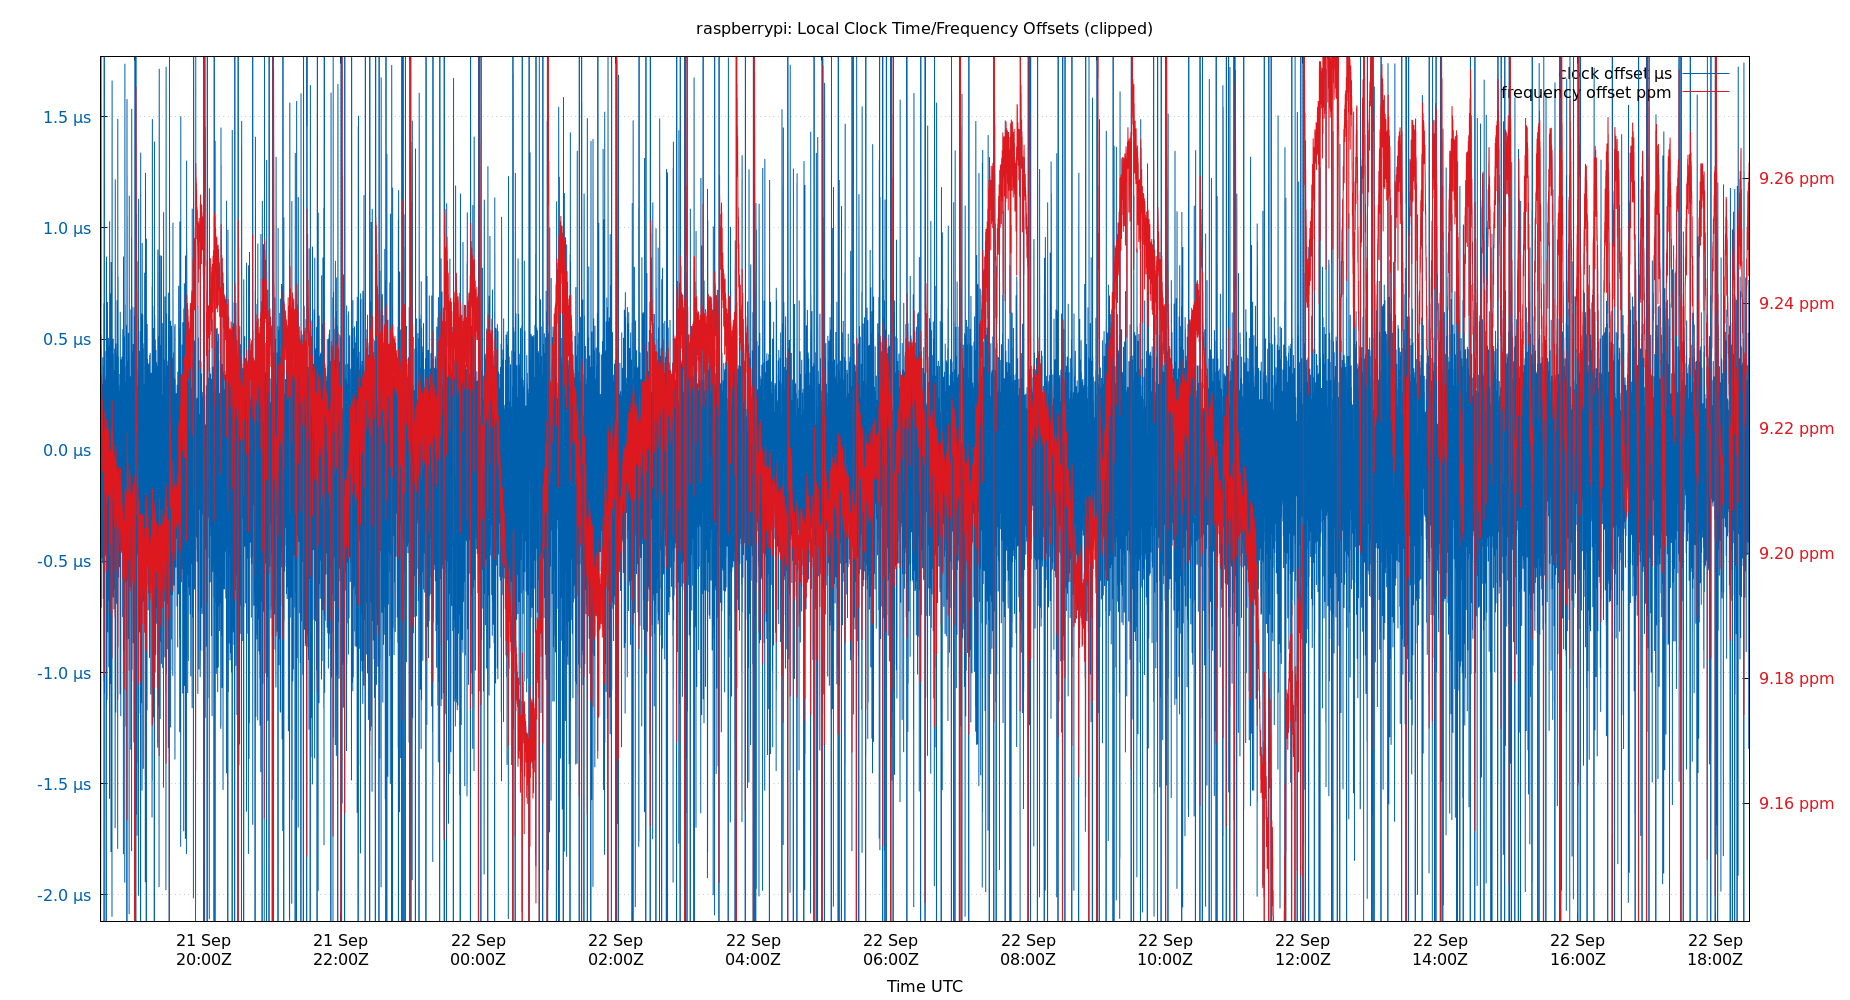 raspberrypi: Local Clock Time/Frequency Offsets (clipped)
clock offset µs
frequency offset ppm
1.5 µs
1.0 µs
0.5 µs
0.0 µs
-0.5 µs
-1.0 µs
-1.5 µs
-2.0 µs
9.26 ppm
9.24 ppm
9.22 ppm
9.20 ppm
9.18 ppm
9.16 ppm
21 Sep 20:00Z
21 Sep 22:00Z
22 Sep 00:00Z
22 Sep 02:00Z
22 Sep 04:00Z
22 Sep 06:00Z
22 Sep 08:00Z
22 Sep 10:00Z
22 Sep 12:00Z
22 Sep 14:00Z
22 Sep 16:00Z
22 Sep 18:00Z
Time UTC